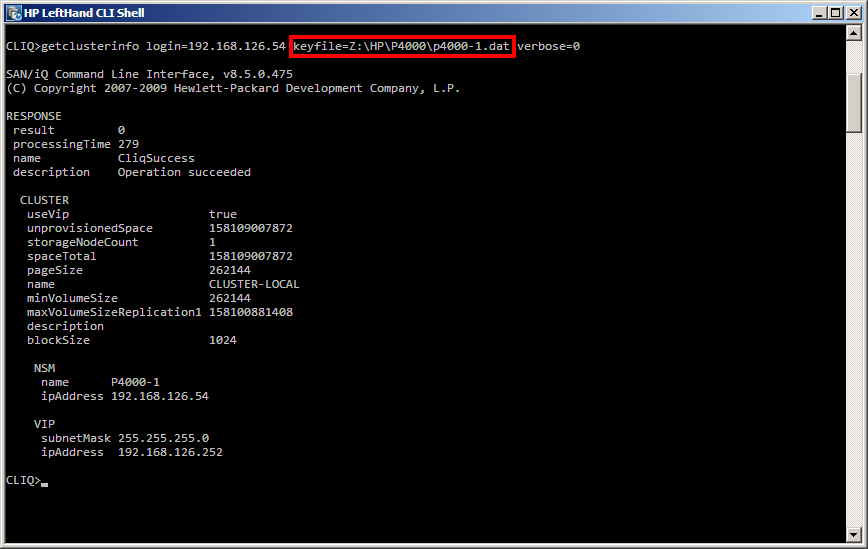 HP LeftHand CLI Shell
CLIQ>getclusterinfo login=192.168.126.54 keyfile=Z:\HP\P4000\p4000-1.dat verbose=0
SAN/iQ Command Line Interface, v8.5.0.475
(C) Copyright 2007-2009 Hewlett-Packard Development Company, L.P.
RESPONSE
result 0
processingTime 279
name CliqSuccess
description Operation succeeded
CLUSTER
useVip true
unprovisionedSpace 158109007872
storageNodeCount 1
spaceTotal 158109007872
pageSize 262144
name CLUSTER-LOCAL
minVolumeSize 262144
maxVolumeSizeReplication1 158100881408
description
blockSize 1024
NSM
name P4000-1
ipAddress 192.168.126.54
VIP
subnetMask 255.255.255.0
ipAddress 192.168.126.252
CLIQ>